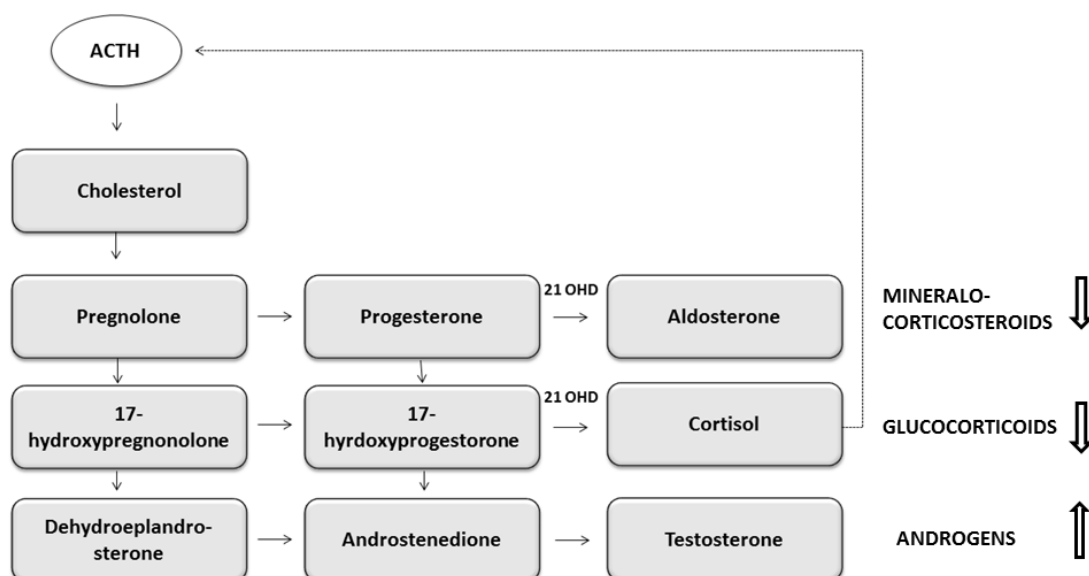 ACTH
Cholesterol
21 OHD
Pregnolone
Progesterone
Aldosterone
MINERALO-
CORTICOSTEROIDS
21 OHD
17-
hydroxypregnonolone
17-
hyrdoxyprogestorone
Cortisol
GLUCOCORTICOIDS
Dehydroeplandro-
sterone
Androstenedione
Testosterone
ANDROGENS